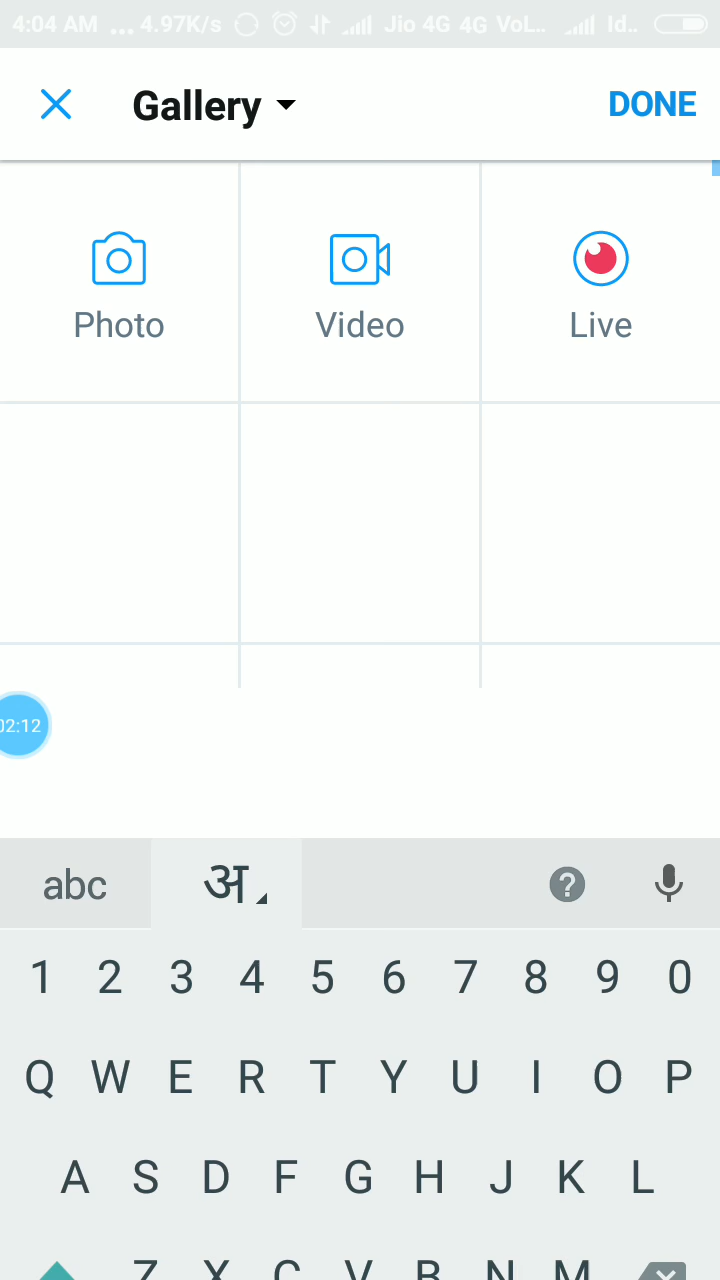 4:04 AM ... 4.97K/s Jio 4G 4G VoL... Id...
Gallery DONE
Photo Video Live
02:12
abc अ
1 2 3 4 5 6 7 8 9 0
Q W E R T Y U I O P
A S D F G H J K L
Z X C V B N M